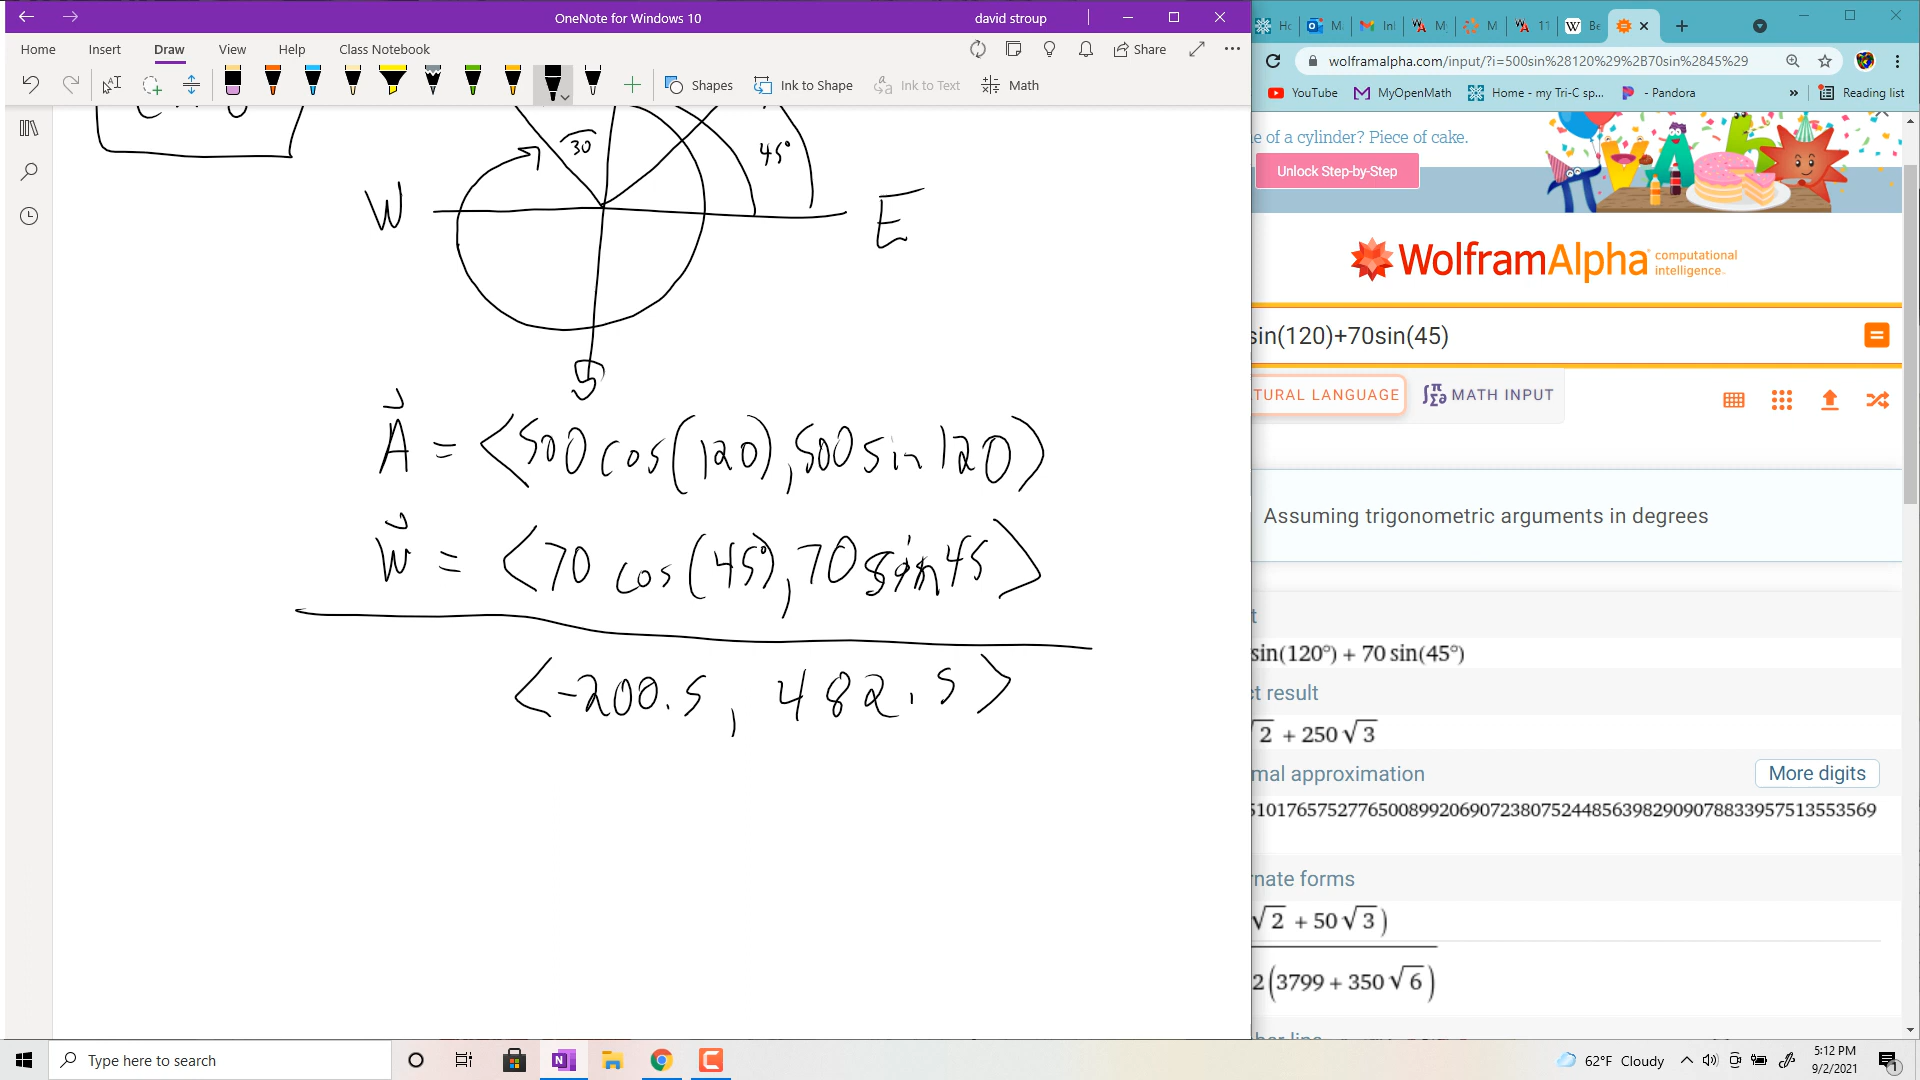 OneNote for Windows 10
david stroup
Home Insert Draw View Help Class Notebook
Share
Shapes Ink to Shape Ink to Text Math
30
45°
W
E
S
A = <500 cos(120), 500 sin 120>
W = <70 cos(45°), 70 sin 45>
<-200.5, 482.5>
M
M
11
W
wolframalpha.com/input/?i=500sin%28120%29%2B70sin%2845%29
YouTube MyOpenMath Home - my Tri-C sp... - Pandora » Reading list
e of a cylinder? Piece of cake.
Unlock Step-by-Step
WolframAlpha computational intelligence.
sin(120)+70sin(45)
TURAL LANGUAGE MATH INPUT
Assuming trigonometric arguments in degrees
t
sin(120°) + 70 sin(45°)
ct result
√2 + 250√3
mal approximation More digits
5101765752776500899206907238075244856398290907883395751355​3569
rnate forms
√2 + 50√3)
2(3799 + 350√6)
Type here to search
62°F Cloudy
5:12 PM
9/2/2021
1